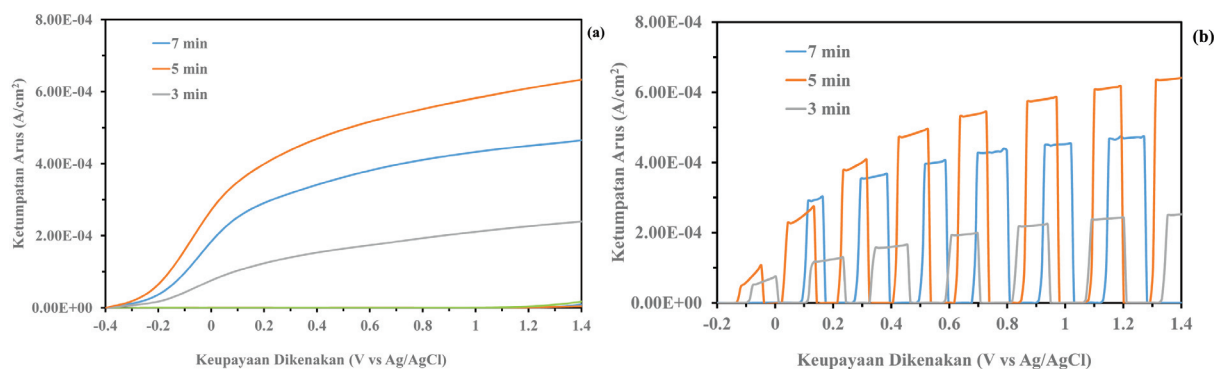 (a)
Ketumpatan Arus (A/cm²)
8.00E-04
6.00E-04
4.00E-04
2.00E-04
0.00E+00
7 min
5 min
3 min
-0.4
-0.2
0
0.2
0.4
0.6
0.8
1
1.2
1.4
Keupayaan Dikenakan (V vs Ag/AgCl)
(b)
Ketumpatan Arus (A/cm²)
8.00E-04
6.00E-04
4.00E-04
2.00E-04
0.00E+00
7 min
5 min
3 min
-0.2
0
0.2
0.4
0.6
0.8
1
1.2
1.4
Keupayaan Dikenakan (V vs Ag/AgCl)